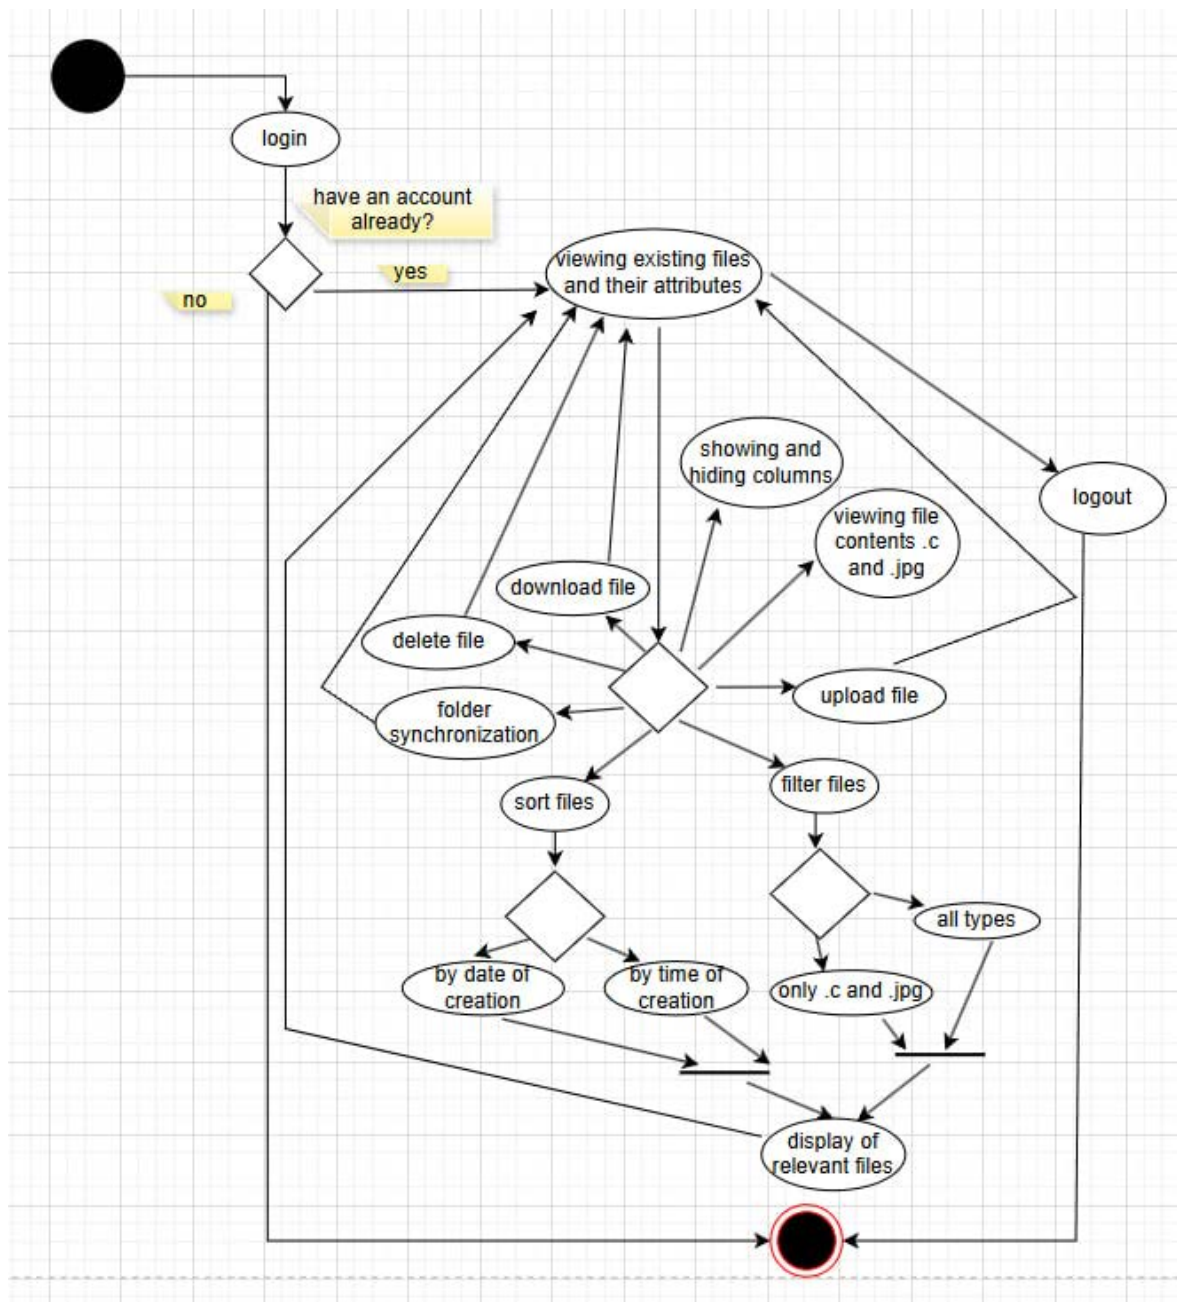 login
have an account
already?
yes
no
viewing existing files
and their attributes
showing and
hiding columns
logout
viewing file
contents .c
and .jpg
download file
delete file
upload file
folder
synchronization
sort files
filter files
all types
by date of
creation
by time of
creation
only .c and .jpg
display of
relevant files